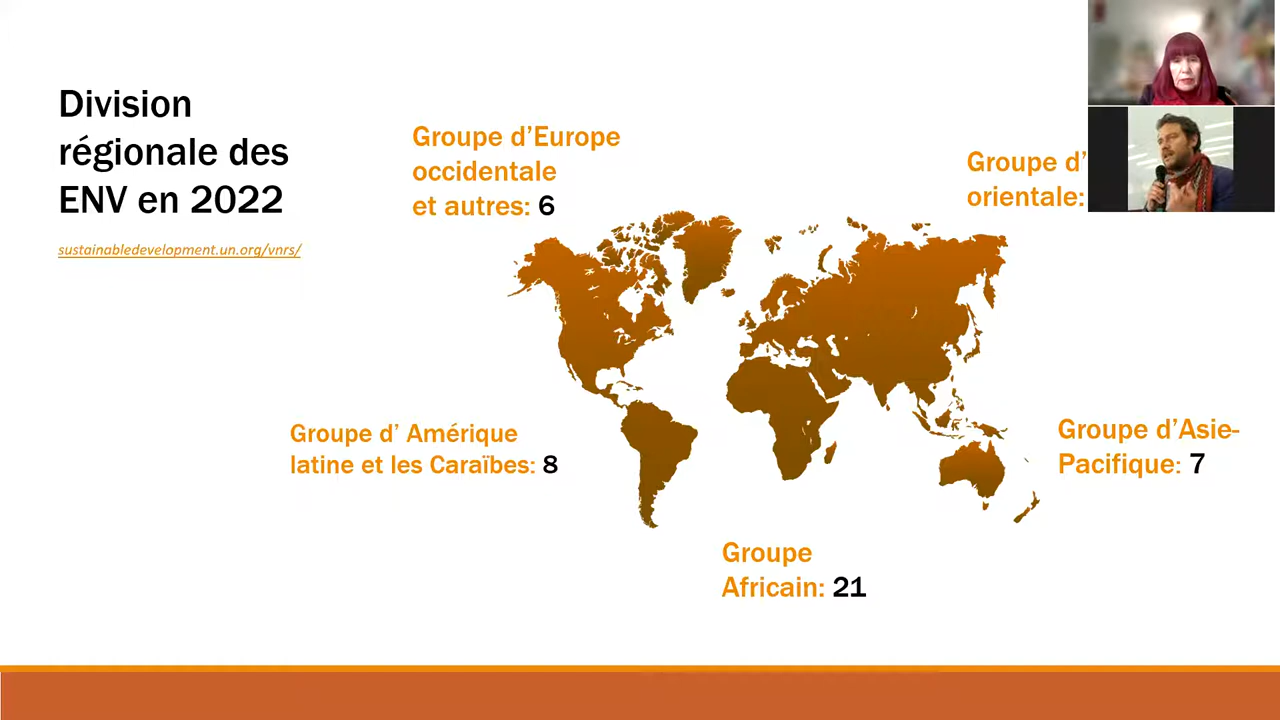 Division
régionale des
ENV en 2022
sustainabledevelopment.un.org/vnrs/
Groupe d’Europe
occidentale
et autres: 6
Groupe d’
orientale:
Groupe d’ Amérique
latine et les Caraïbes: 8
Groupe d’Asie-
Pacifique: 7
Groupe
Africain: 21